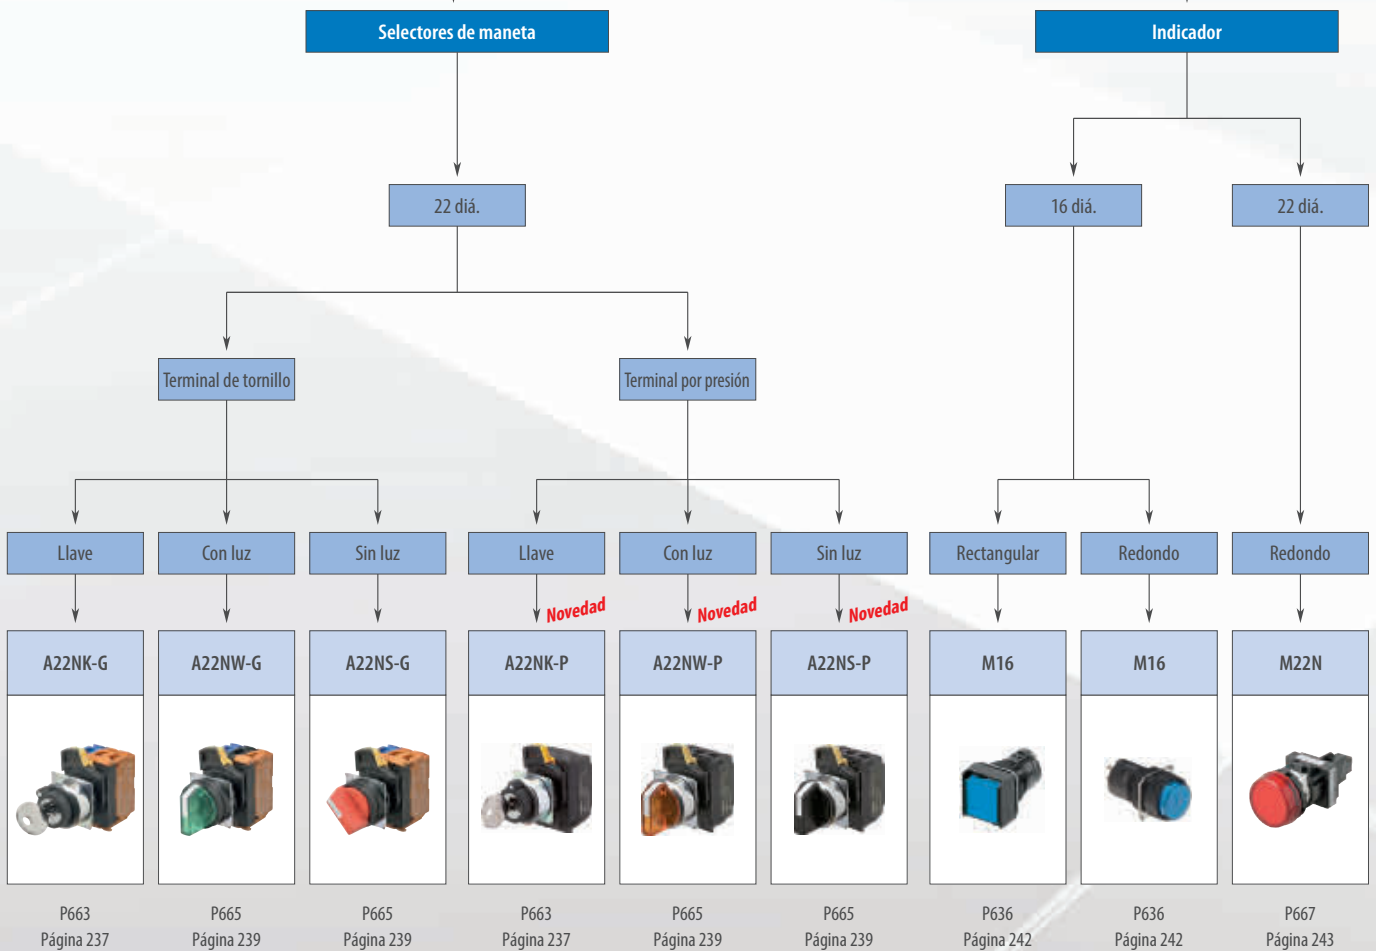 Selectores de maneta
Indicador
22 diá.
16 diá.
22 diá.
Terminal de tornillo
Terminal por presión
Llave
Con luz
Sin luz
Llave
Con luz
Sin luz
Rectangular
Redondo
Redondo
Novedad
Novedad
Novedad
A22NK-G
A22NW-G
A22NS-G
A22NK-P
A22NW-P
A22NS-P
M16
M16
M22N
P663
P665
P665
P663
P665
P665
P636
P636
P667
Página 237
Página 239
Página 239
Página 237
Página 239
Página 239
Página 242
Página 242
Página 243